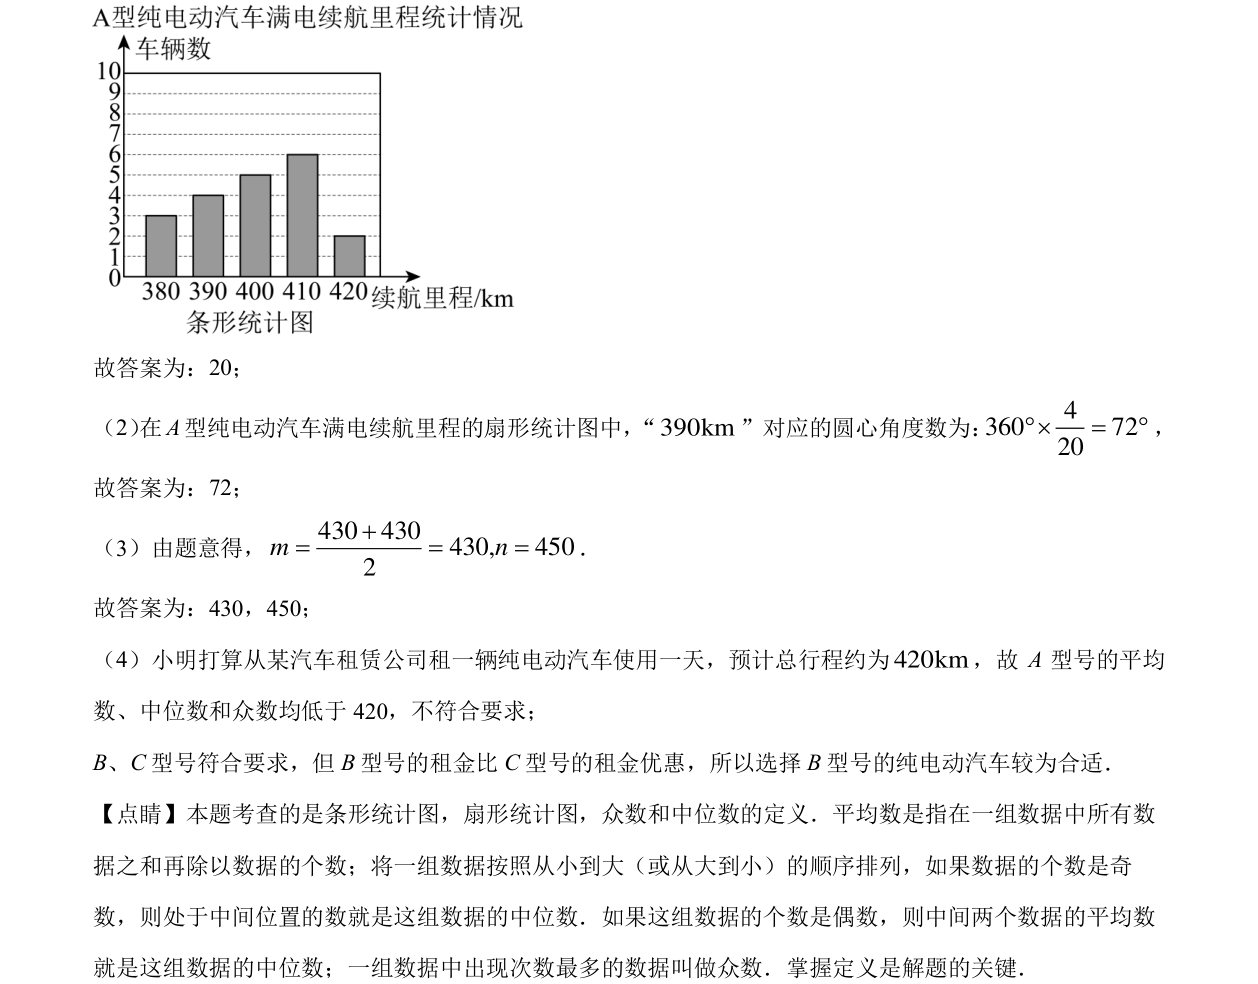 A型纯电动汽车满电续航里程统计情况
车辆数
10
9
8
7
6
5
4
3
2
1
0
380 390 400 410 420 续航里程/km
条形统计图
故答案为：20；
（2）在A型纯电动汽车满电续航里程的扇形统计图中，“390km”对应的圆心角度数为：360°×4/20=72°，
故答案为：72；
（3）由题意得，m=(430+430)/2=430,n=450．
故答案为：430，450；
（4）小明打算从某汽车租赁公司租一辆纯电动汽车使用一天，预计总行程约为420km，故 A 型号的平均
数、中位数和众数均低于 420，不符合要求；
B、C 型号符合要求，但 B 型号的租金比 C 型号的租金优惠，所以选择 B 型号的纯电动汽车较为合适．
【点睛】本题考查的是条形统计图，扇形统计图，众数和中位数的定义．平均数是指在一组数据中所有数
据之和再除以数据的个数；将一组数据按照从小到大（或从大到小）的顺序排列，如果数据的个数是奇
数，则处于中间位置的数就是这组数据的中位数．如果这组数据的个数是偶数，则中间两个数据的平均数
就是这组数据的中位数；一组数据中出现次数最多的数据叫做众数．掌握定义是解题的关键．